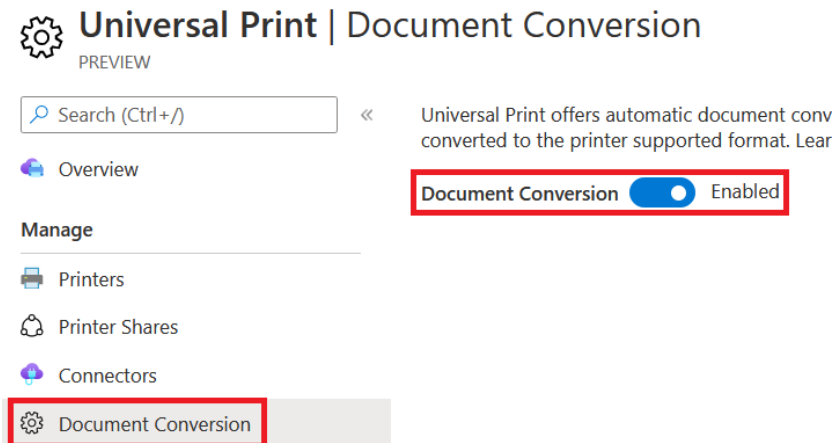 Universal Print | Document Conversion
PREVIEW
Search (Ctrl+/)
«
Overview
Manage
Printers
Printer Shares
Connectors
Document Conversion
Universal Print offers automatic document conv
converted to the printer supported format. Lear
Document Conversion Enabled